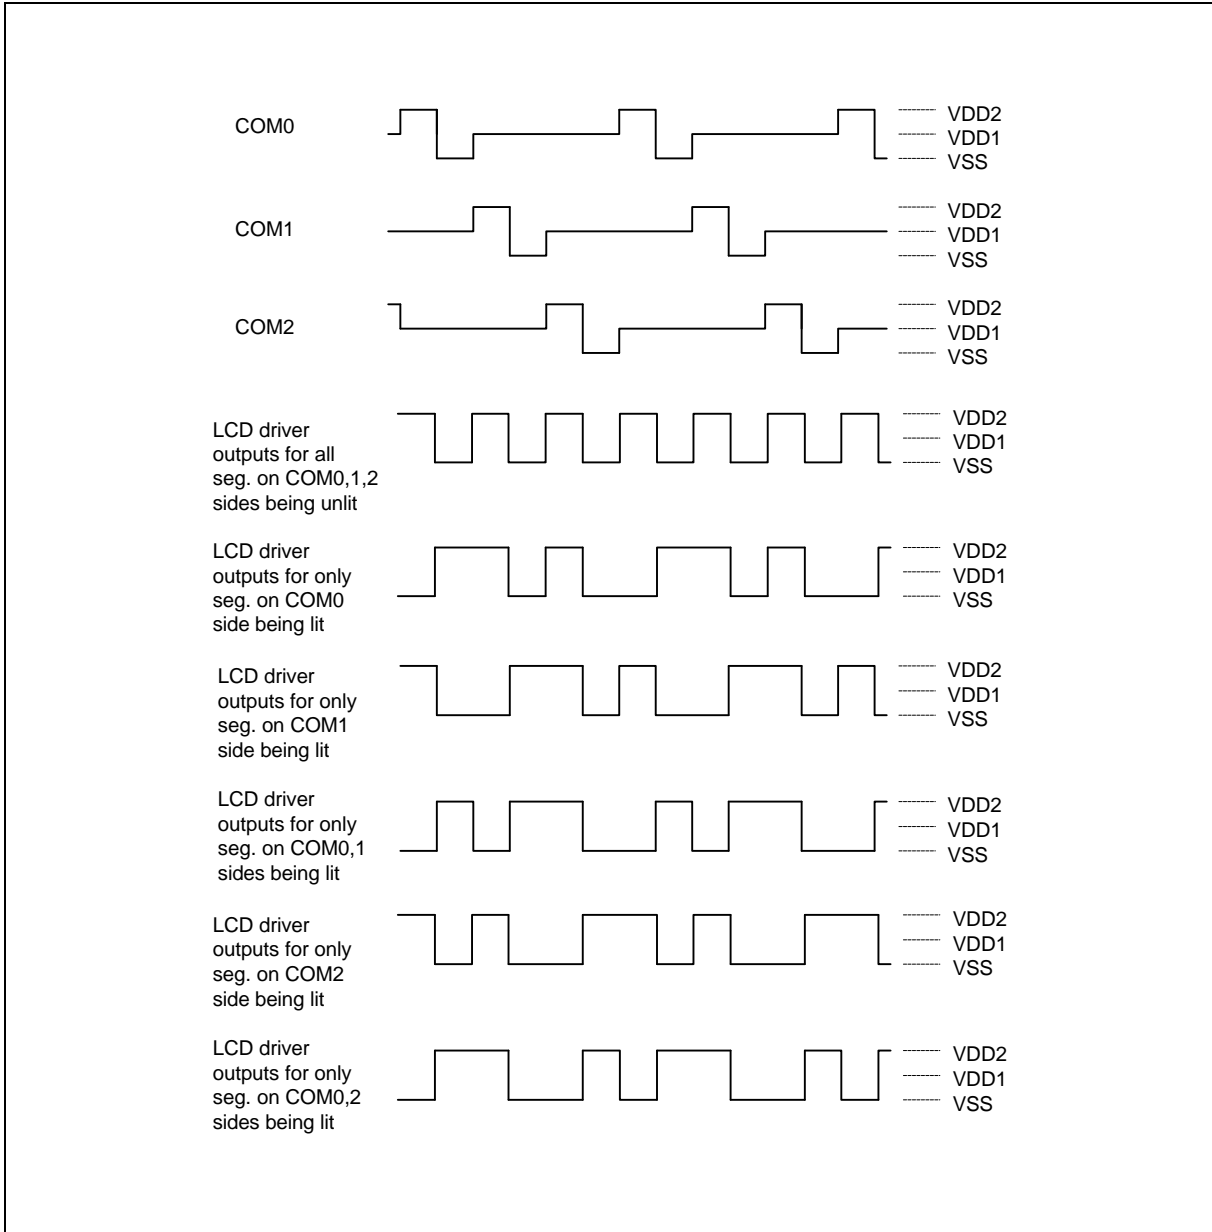 COM0
VDD2
VDD1
VSS
COM1
VDD2
VDD1
VSS
COM2
VDD2
VDD1
VSS
LCD driver
outputs for all
seg. on COM0,1,2
sides being unlit
VDD2
VDD1
VSS
LCD driver
outputs for only
seg. on COM0
side being lit
VDD2
VDD1
VSS
LCD driver
outputs for only
seg. on COM1
side being lit
VDD2
VDD1
VSS
LCD driver
outputs for only
seg. on COM0,1
sides being lit
VDD2
VDD1
VSS
LCD driver
outputs for only
seg. on COM2
side being lit
VDD2
VDD1
VSS
LCD driver
outputs for only
seg. on COM0,2
sides being lit
VDD2
VDD1
VSS